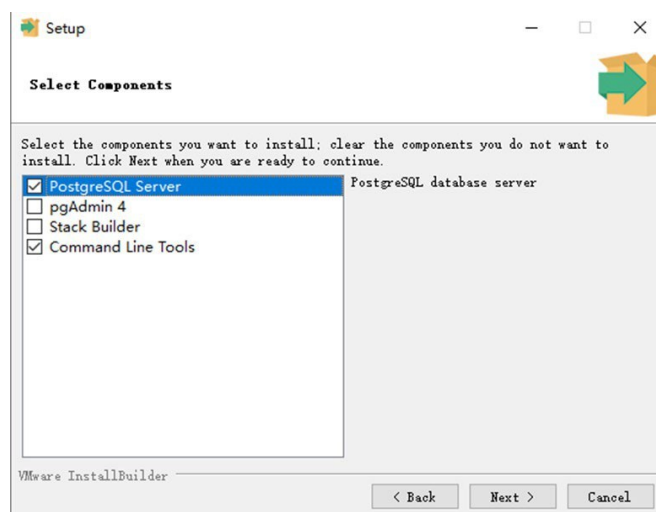 Setup
Select Components
Select the components you want to install; clear the components you do not want to
install. Click Next when you are ready to continue.
PostgreSQL Server
pgAdmin 4
Stack Builder
Command Line Tools
PostgreSQL database server
VMware InstallBuilder
< Back
Next >
Cancel